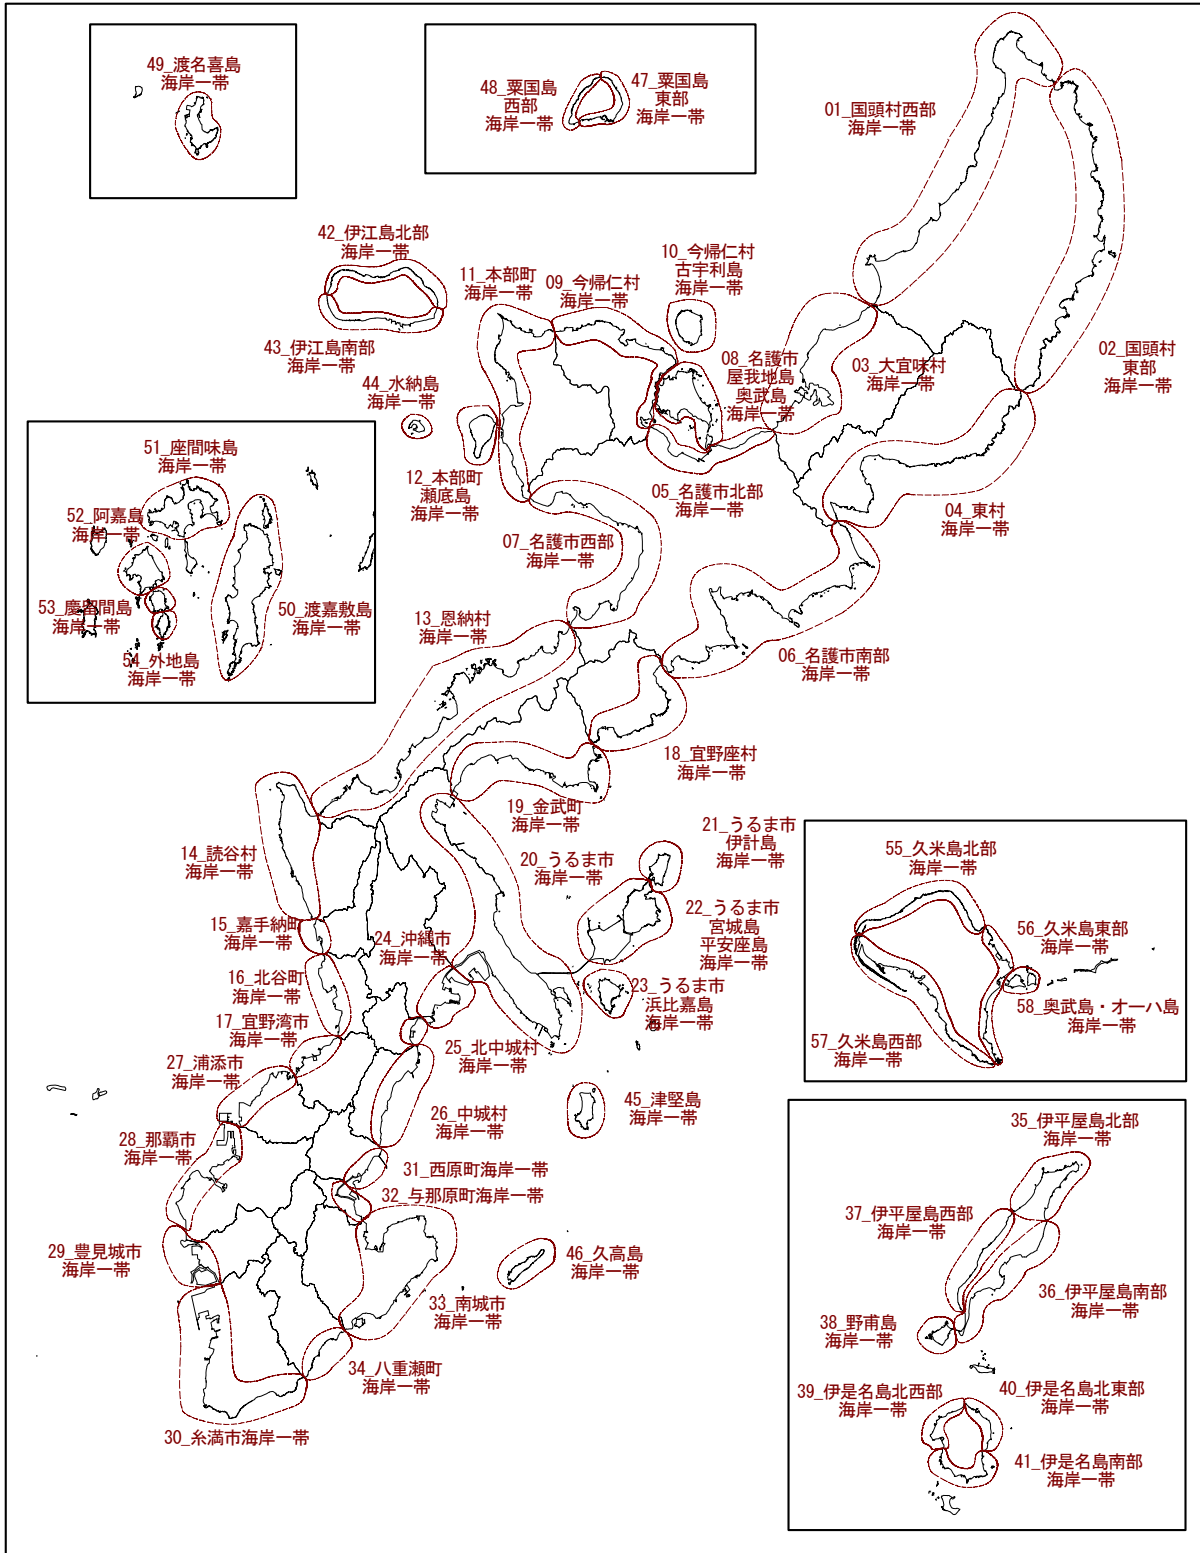 49_渡名喜島
海岸一帯
48_粟国島
西部
海岸一帯
47_粟国島
東部
海岸一帯
01_国頭村西部
海岸一帯
42_伊江島北部
海岸一帯
11_本部町
海岸一帯
09_今帰仁村
海岸一帯
10_今帰仁村
古宇利島
海岸一帯
43_伊江島南部
海岸一帯
08_名護市
屋我地島
奥武島
海岸一帯
03_大宜味村
海岸一帯
02_国頭村
東部
海岸一帯
44_水納島
海岸一帯
12_本部町
瀬底島
海岸一帯
05_名護市北部
海岸一帯
04_東村
海岸一帯
51_座間味島
海岸一帯
52_阿嘉島
海岸一帯
53_慶留間島
海岸一帯
54_外地島
海岸一帯
50_渡嘉敷島
海岸一帯
07_名護市西部
海岸一帯
13_恩納村
海岸一帯
06_名護市南部
海岸一帯
18_宜野座村
海岸一帯
19_金武町
海岸一帯
14_読谷村
海岸一帯
20_うるま市
海岸一帯
21_うるま市
伊計島
海岸一帯
22_うるま市
宮城島
平安座島
海岸一帯
15_嘉手納町
海岸一帯
24_沖縄市
海岸一帯
16_北谷町
海岸一帯
23_うるま市
浜比嘉島
海岸一帯
17_宜野湾市
海岸一帯
25_北中城村
海岸一帯
27_浦添市
海岸一帯
26_中城村
海岸一帯
45_津堅島
海岸一帯
28_那覇市
海岸一帯
31_西原町海岸一帯
32_与那原町海岸一帯
29_豊見城市
海岸一帯
46_久高島
海岸一帯
33_南城市
海岸一帯
34_八重瀬町
海岸一帯
30_糸満市海岸一帯
55_久米島北部
海岸一帯
56_久米島東部
海岸一帯
58_奥武島・オーハ島
海岸一帯
57_久米島西部
海岸一帯
35_伊平屋島北部
海岸一帯
37_伊平屋島西部
海岸一帯
36_伊平屋島南部
海岸一帯
38_野甫島
海岸一帯
39_伊是名島北西部
海岸一帯
40_伊是名島北東部
海岸一帯
41_伊是名島南部
海岸一帯